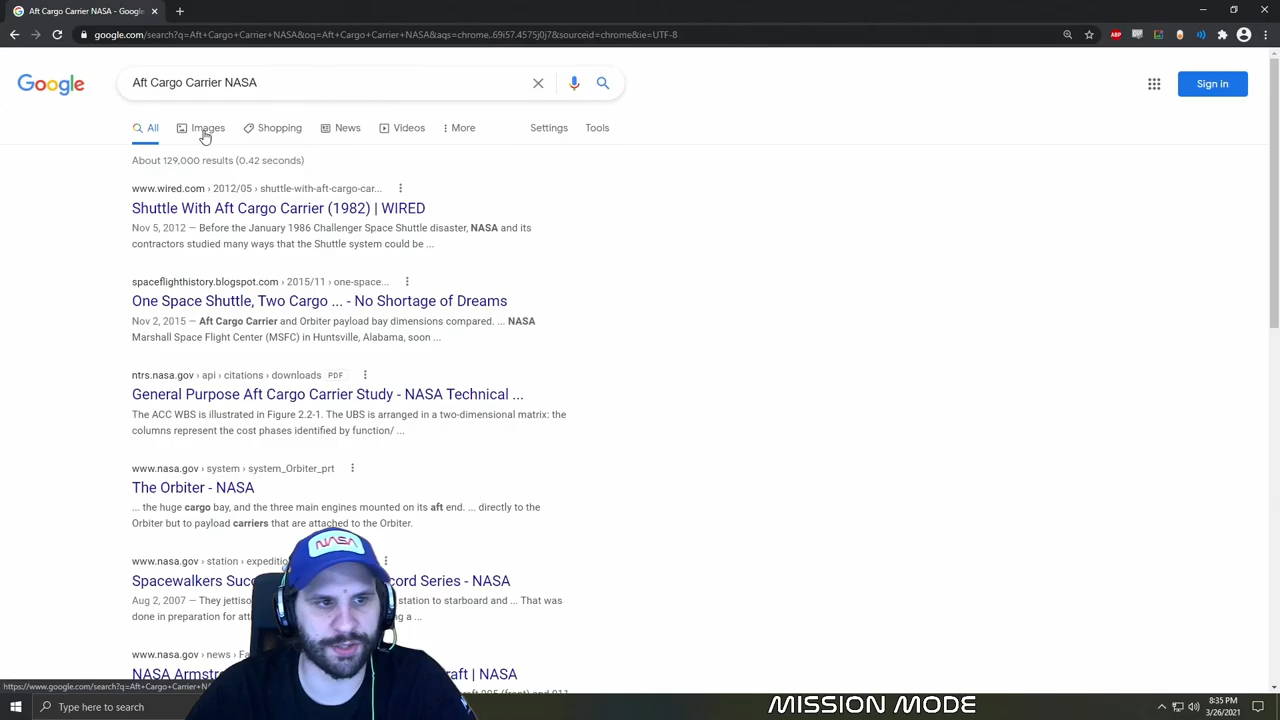 Aft Cargo Carrier NASA - Google
google.com/search?q=Aft+Cargo+Carrier+NASA&oq=Aft+Cargo+Carrier+NASA&aqs=chrome..69i57.4575j0j7&sourceid=chrome&ie=UTF-8
ABP
Google
Aft Cargo Carrier NASA
Sign in
All
Images
Shopping
News
Videos
More
Settings
Tools
About 129,000 results (0.42 seconds)
www.wired.com › 2012/05 › shuttle-with-aft-cargo-car...
Shuttle With Aft Cargo Carrier (1982) | WIRED
Nov 5, 2012 — Before the January 1986 Challenger Space Shuttle disaster, NASA and its
contractors studied many ways that the Shuttle system could be ...
spaceflighthistory.blogspot.com › 2015/11 › one-space...
One Space Shuttle, Two Cargo ... - No Shortage of Dreams
Nov 2, 2015 — Aft Cargo Carrier and Orbiter payload bay dimensions compared. ... NASA
Marshall Space Flight Center (MSFC) in Huntsville, Alabama, soon ...
ntrs.nasa.gov › api › citations › downloads PDF
General Purpose Aft Cargo Carrier Study - NASA Technical ...
The ACC WBS is illustrated in Figure 2.2-1. The UBS is arranged in a two-dimensional matrix: the
columns represent the cost phases identified by function/ ...
www.nasa.gov › system › system_Orbiter_prt
The Orbiter - NASA
... the huge cargo bay, and the three main engines mounted on its aft end. ... directly to the
Orbiter but to payload carriers that are attached to the Orbiter.
www.nasa.gov › station ›
Spacewalkers Series - NASA
Aug 2, 2007 — They jettison station to starboard and ... That was
done in preparation for a ...
www.nasa.gov › news ›
NASA | NASA
NASA
https://www.google.com/search?q=Aft+Cargo+Carrier+
Type here to search
MISSION MODE
8:35 PM
3/26/2021